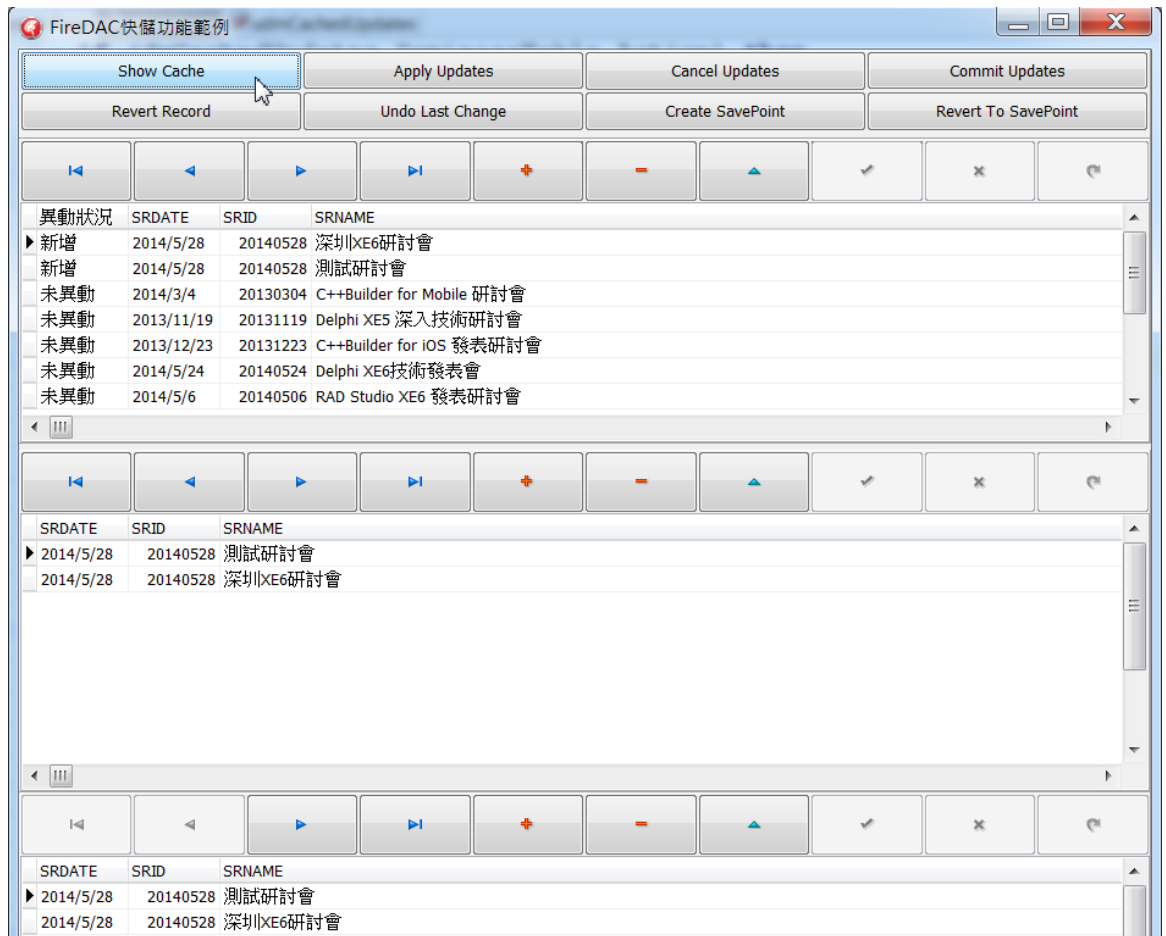 FireDAC快儲功能範例
Show Cache Apply Updates Cancel Updates Commit Updates
Revert Record Undo Last Change Create SavePoint Revert To SavePoint
異動狀況 SRDATE SRID SRNAME
新增 2014/5/28 20140528 深圳XE6研討會
新增 2014/5/28 20140528 測試研討會
未異動 2014/3/4 20130304 C++Builder for Mobile 研討會
未異動 2013/11/19 20131119 Delphi XE5 深入技術研討會
未異動 2013/12/23 20131223 C++Builder for iOS 發表研討會
未異動 2014/5/24 20140524 Delphi XE6技術發表會
未異動 2014/5/6 20140506 RAD Studio XE6 發表研討會
SRDATE SRID SRNAME
2014/5/28 20140528 測試研討會
2014/5/28 20140528 深圳XE6研討會
SRDATE SRID SRNAME
2014/5/28 20140528 測試研討會
2014/5/28 20140528 深圳XE6研討會